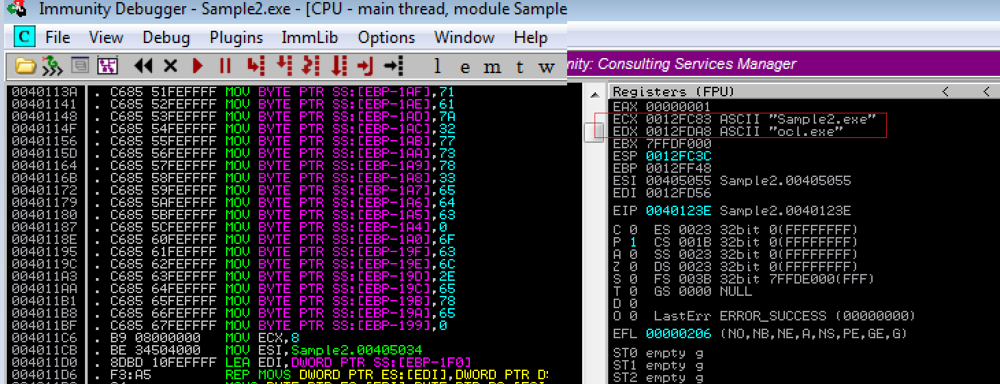 Immunity Debugger - Sample2.exe - [CPU - main thread, module Sample
C File View Debug Plugins ImmLib Options Window Help
l e m t w
nity: Consulting Services Manager
0040113A . C685 51FEFFFF MOV BYTE PTR SS:[EBP-1AF],71
00401141 . C685 52FEFFFF MOV BYTE PTR SS:[EBP-1AE],61
00401148 . C685 53FEFFFF MOV BYTE PTR SS:[EBP-1AD],7A
0040114F . C685 54FEFFFF MOV BYTE PTR SS:[EBP-1AC],32
00401156 . C685 55FEFFFF MOV BYTE PTR SS:[EBP-1AB],77
0040115D . C685 56FEFFFF MOV BYTE PTR SS:[EBP-1AA],73
00401164 . C685 57FEFFFF MOV BYTE PTR SS:[EBP-1A9],78
0040116B . C685 58FEFFFF MOV BYTE PTR SS:[EBP-1A8],33
00401172 . C685 59FEFFFF MOV BYTE PTR SS:[EBP-1A7],65
00401179 . C685 5AFEFFFF MOV BYTE PTR SS:[EBP-1A6],64
00401180 . C685 5BFEFFFF MOV BYTE PTR SS:[EBP-1A5],63
00401187 . C685 5CFEFFFF MOV BYTE PTR SS:[EBP-1A4],0
0040118E . C685 60FEFFFF MOV BYTE PTR SS:[EBP-1A0],6F
00401195 . C685 61FEFFFF MOV BYTE PTR SS:[EBP-19F],63
0040119C . C685 62FEFFFF MOV BYTE PTR SS:[EBP-19E],6C
004011A3 . C685 63FEFFFF MOV BYTE PTR SS:[EBP-19D],2E
004011AA . C685 64FEFFFF MOV BYTE PTR SS:[EBP-19C],65
004011B1 . C685 65FEFFFF MOV BYTE PTR SS:[EBP-19B],78
004011B8 . C685 66FEFFFF MOV BYTE PTR SS:[EBP-19A],65
004011BF . C685 67FEFFFF MOV BYTE PTR SS:[EBP-199],0
004011C6 . B9 08000000 MOV ECX,8
004011CB . BE 34504000 MOV ESI,Sample2.00405034
004011D0 . 8DBD 10FEFFFF LEA EDI,DWORD PTR SS:[EBP-1F0]
004011D6 . F3:A5 REP MOVS DWORD PTR ES:[EDI],DWORD PTR DS
Registers (FPU) < <
EAX 00000001
ECX 0012FC83 ASCII "Sample2.exe"
EDX 0012FDA8 ASCII "ocl.exe"
EBX 7FFDF000
ESP 0012FC3C
EBP 0012FF48
ESI 00405055 Sample2.00405055
EDI 0012FD56
EIP 0040123E Sample2.0040123E
C 0 ES 0023 32bit 0(FFFFFFFF)
P 1 CS 001B 32bit 0(FFFFFFFF)
A 0 SS 0023 32bit 0(FFFFFFFF)
Z 0 DS 0023 32bit 0(FFFFFFFF)
S 0 FS 003B 32bit 7FFDE000(FFF)
T 0 GS 0000 NULL
D 0
O 0 LastErr ERROR_SUCCESS (00000000)
EFL 00000206 (NO,NB,NE,A,NS,PE,GE,G)
ST0 empty g
ST1 empty g
ST2 empty g